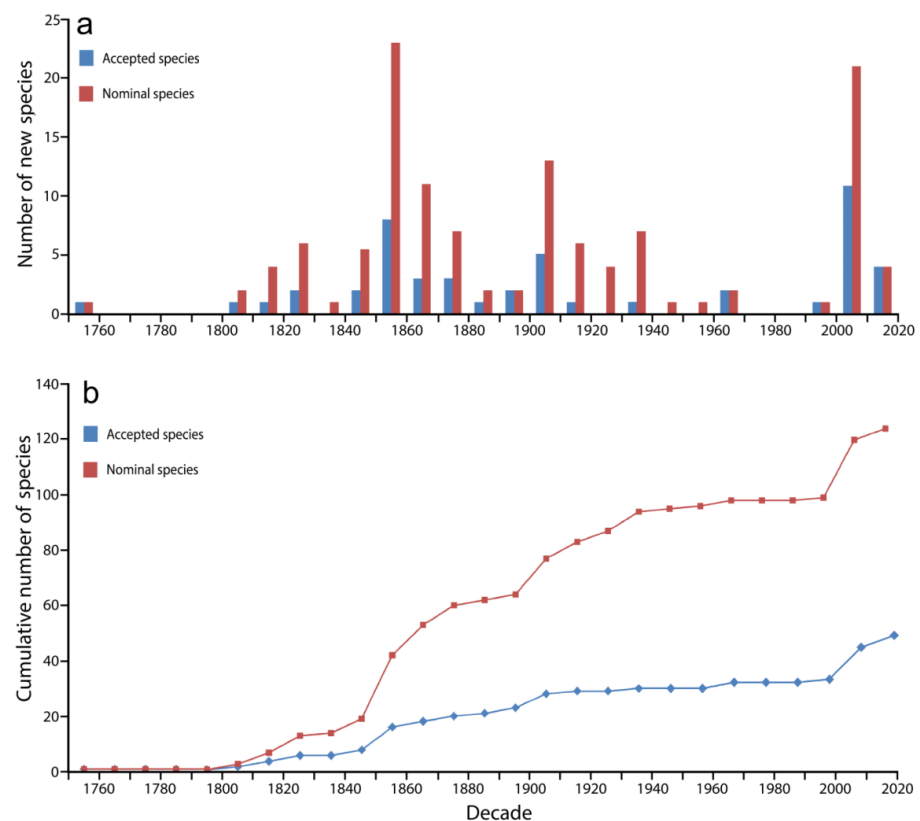 a
25
20
15
10
5
0
Number of new species
Accepted species
Nominal species
1760 1780 1800 1820 1840 1860 1880 1900 1920 1940 1960 1980 2000 2020
b
140
120
100
80
60
40
20
0
Cumulative number of species
Accepted species
Nominal species
1760 1780 1800 1820 1840 1860 1880 1900 1920 1940 1960 1980 2000 2020
Decade